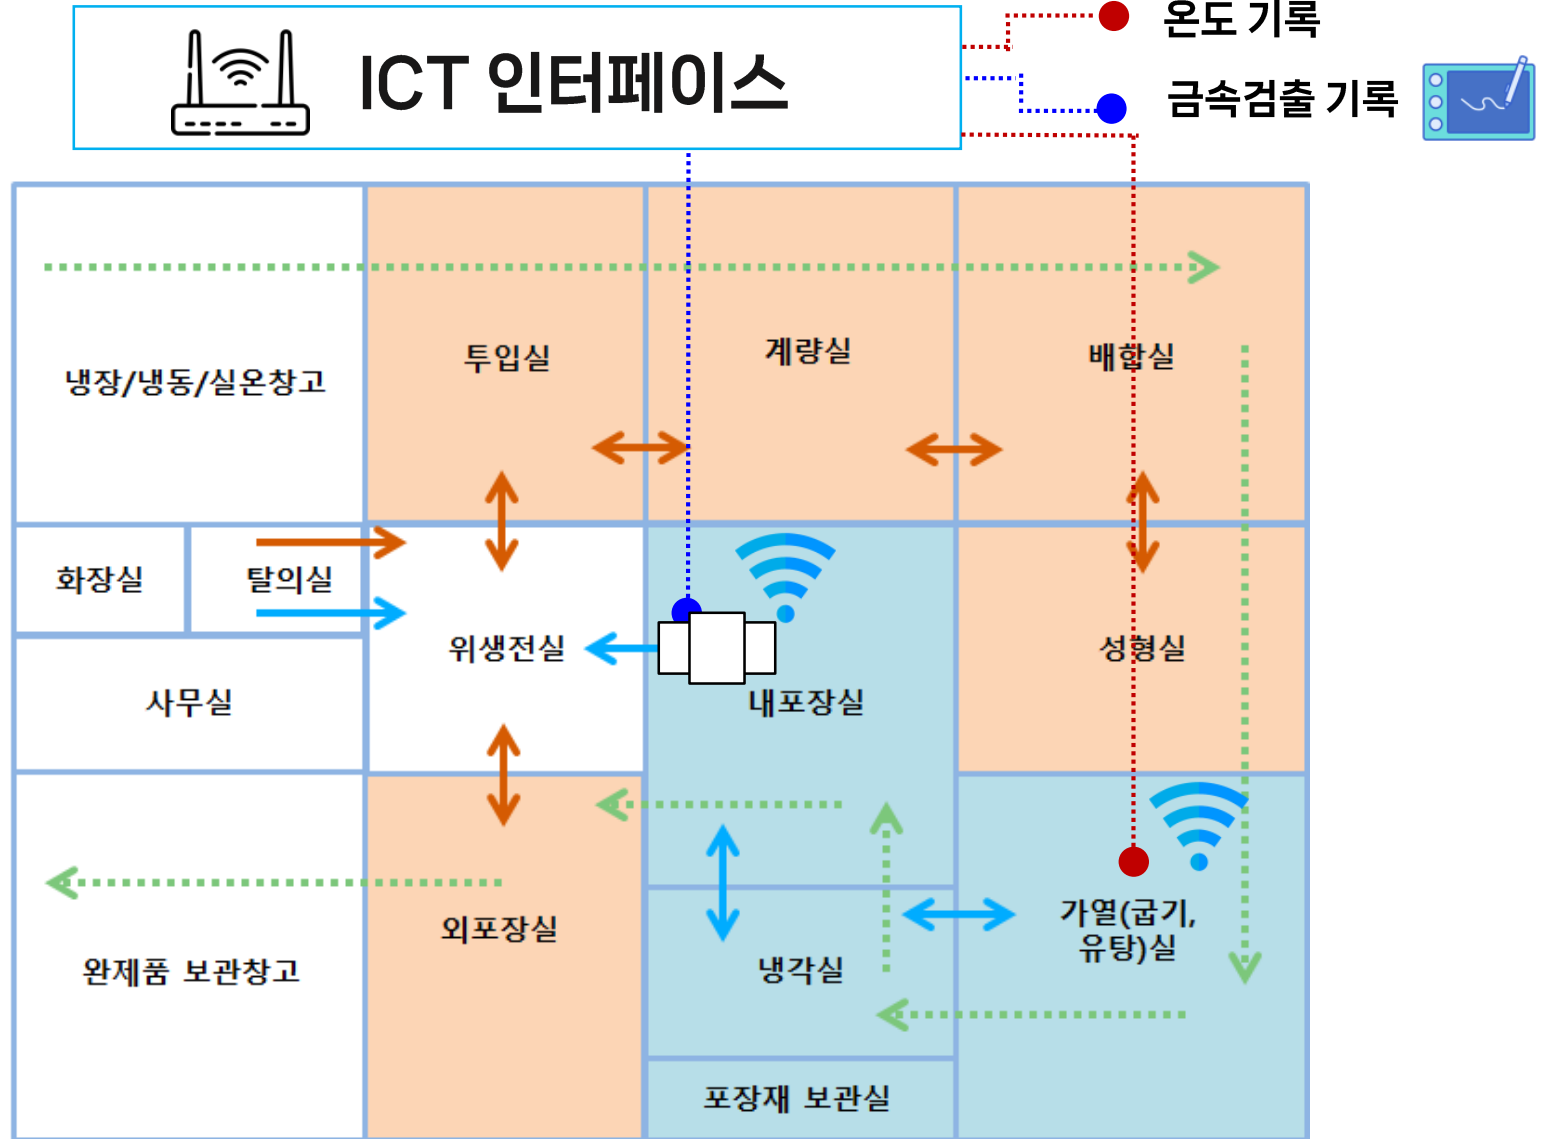 온도 기록
ICT 인터페이스
금속검출 기록
투입실
계량실
배합실
냉장/냉동/실온창고
화장실
탈의실
위생전실
성형실
사무실
내포장실
가열(굽기,
유탕)실
외포장실
완제품 보관창고
냉각실
포장재 보관실